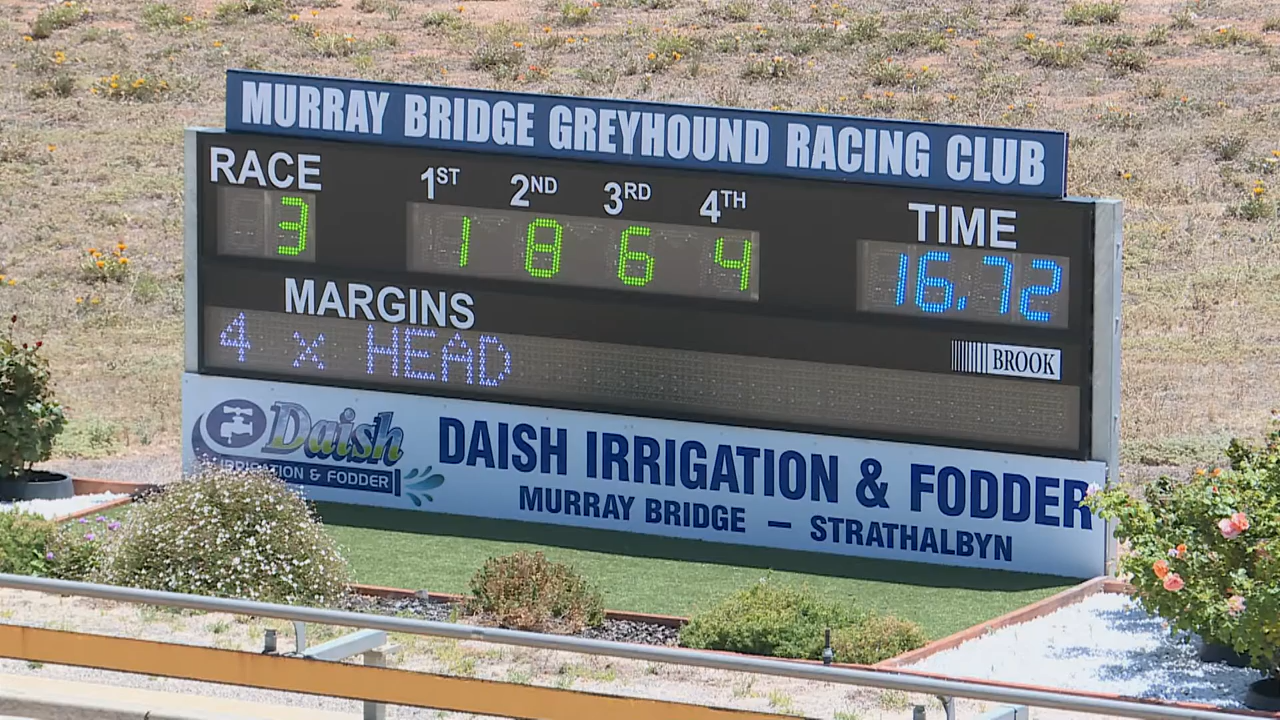 MURRAY BRIDGE GREYHOUND RACING CLUB
RACE 1ST 2ND 3RD 4TH TIME
3 1 8 6 4 16.72
MARGINS
4 x HEAD
BROOK
Daish
IRRIGATION & FODDER
DAISH IRRIGATION & FODDER
MURRAY BRIDGE – STRATHALBYN